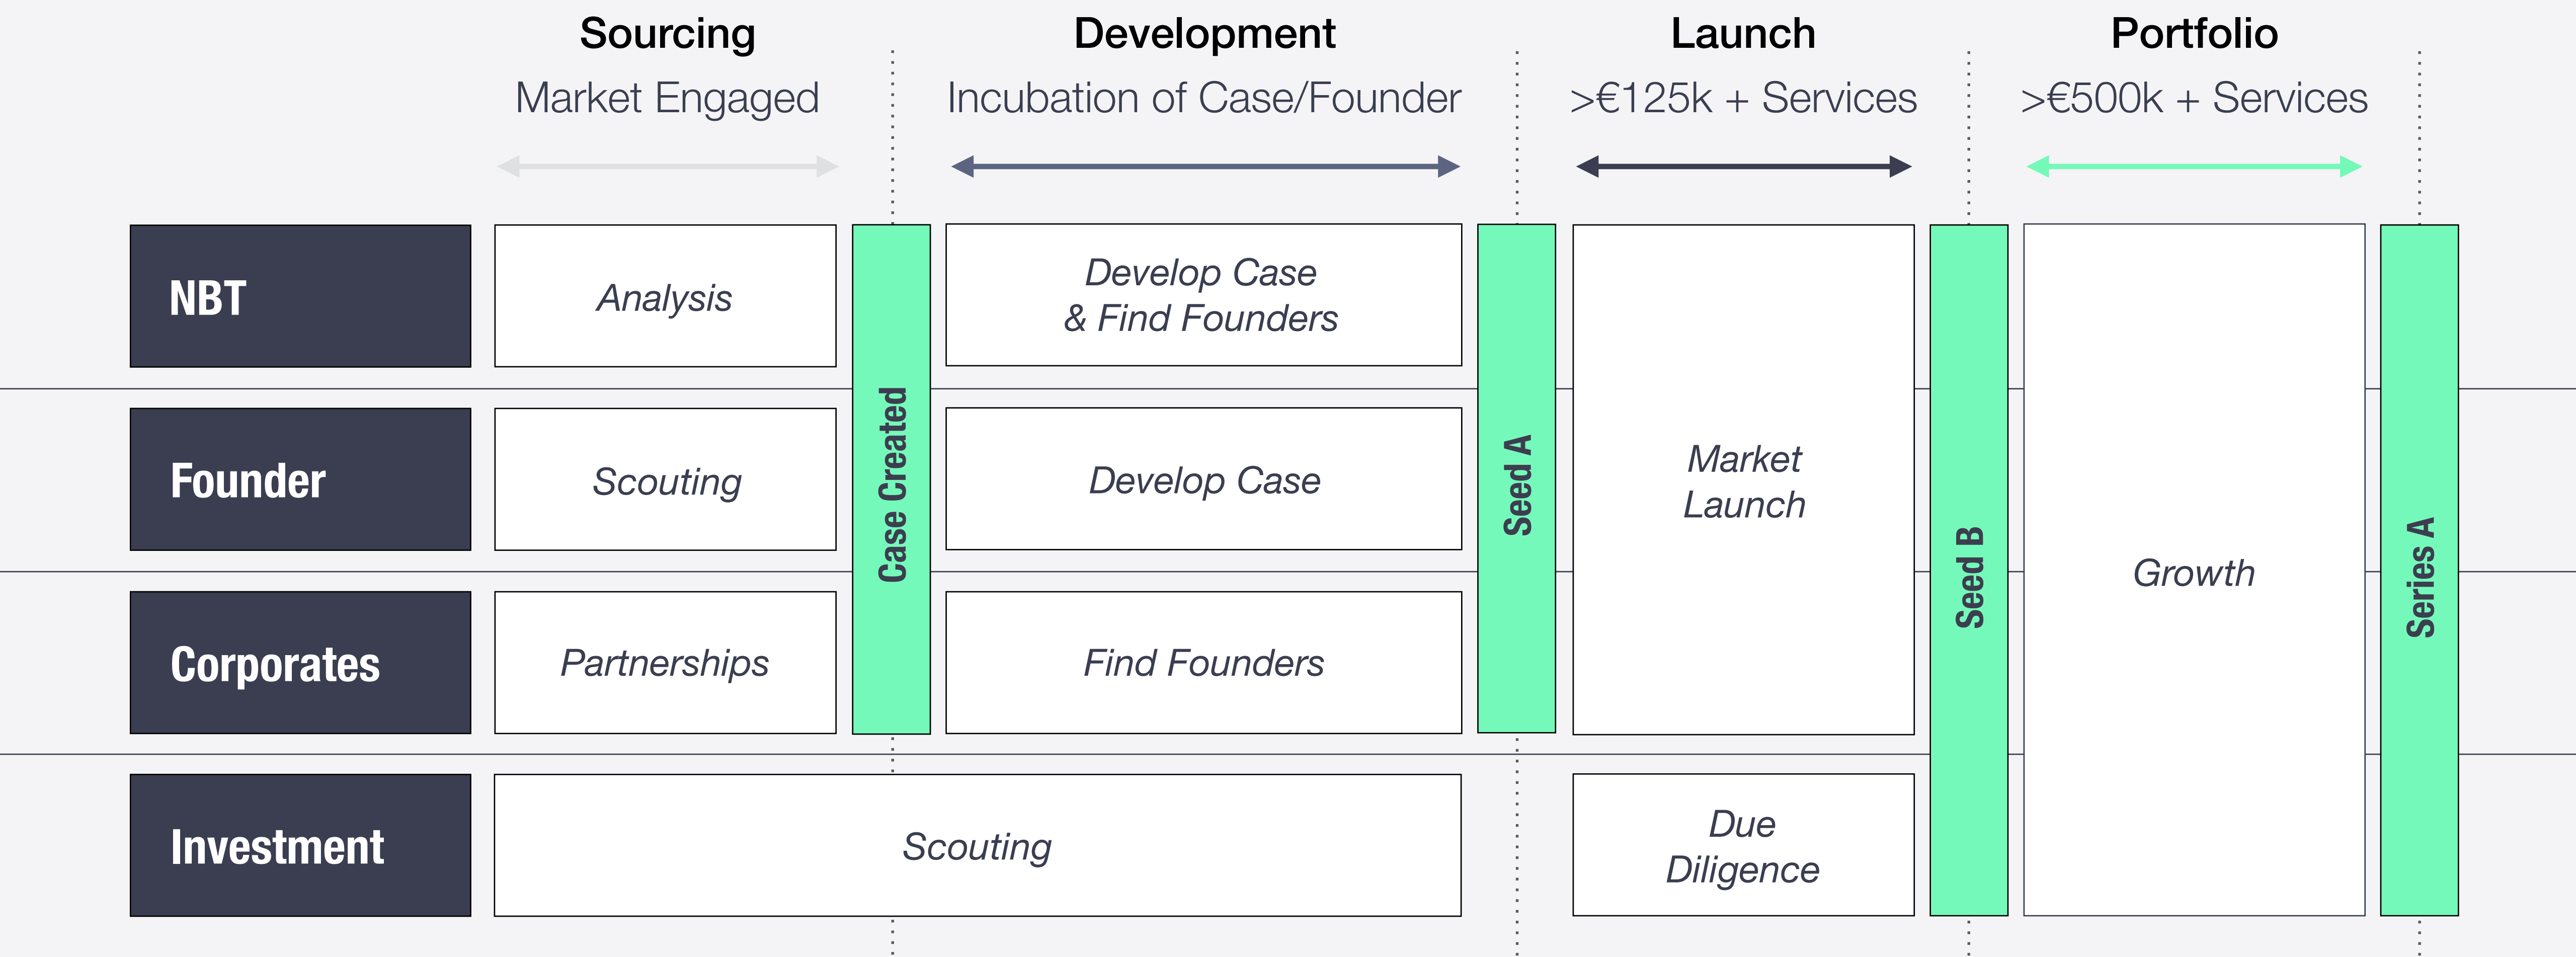 Sourcing
Market Engaged
Development
Incubation of Case/Founder
Launch
>€125k + Services
Portfolio
>€500k + Services
NBT
Analysis
Develop Case
& Find Founders
Founder
Scouting
Develop Case
Corporates
Partnerships
Find Founders
Investment
Scouting
Case Created
Seed A
Market
Launch
Due
Diligence
Seed B
Growth
Series A